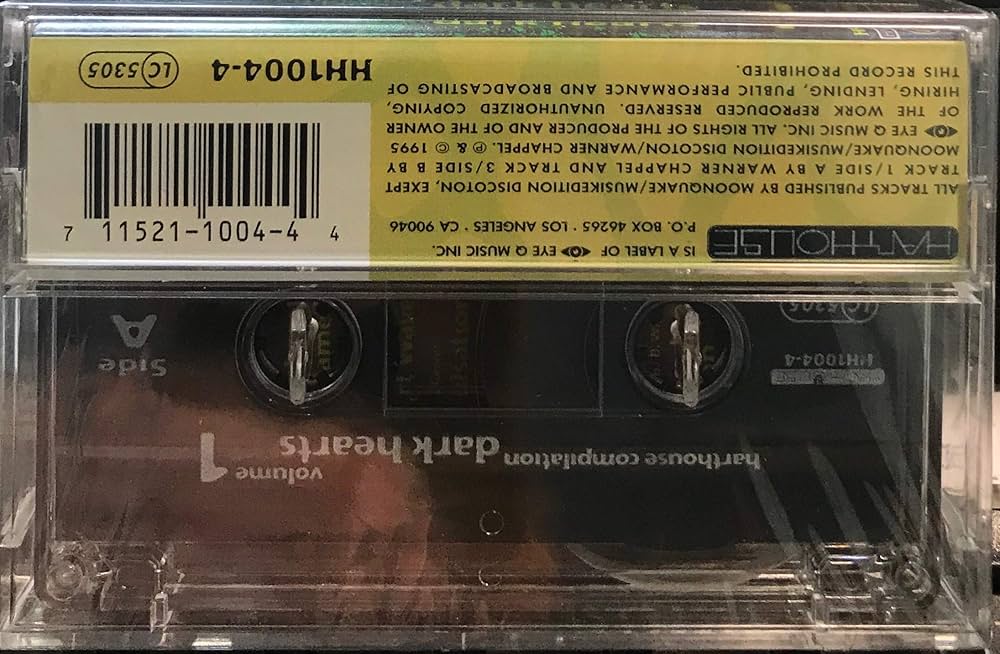 HARTHOUSE
IS A LABEL OF EYE Q MUSIC INC.
P.O. BOX 46265 · LOS ANGELES · CA 90046
ALL TRACKS PUBLISHED BY MOONQUAKE/MUSIKEDITION DISCOTON, EXEPT
TRACK 1/SIDE A BY WARNER CHAPPEL AND TRACK 3/SIDE B BY
MOONQUAKE/MUSIKEDITION DISCOTON/WARNER CHAPPEL. ℗ & © 1995
EYE Q MUSIC INC. ALL RIGHTS OF THE PRODUCER AND OF THE OWNER
OF THE WORK REPRODUCED RESERVED. UNAUTHORIZED COPYING,
HIRING, LENDING, PUBLIC PERFORMANCE AND BROADCASTING OF
THIS RECORD PROHIBITED.
7 11521-1004-4 4
HH1004-4
LC 5305
volume 1
harthouse compilation dark hearts
HH1004-4
LC 5305
Side
A